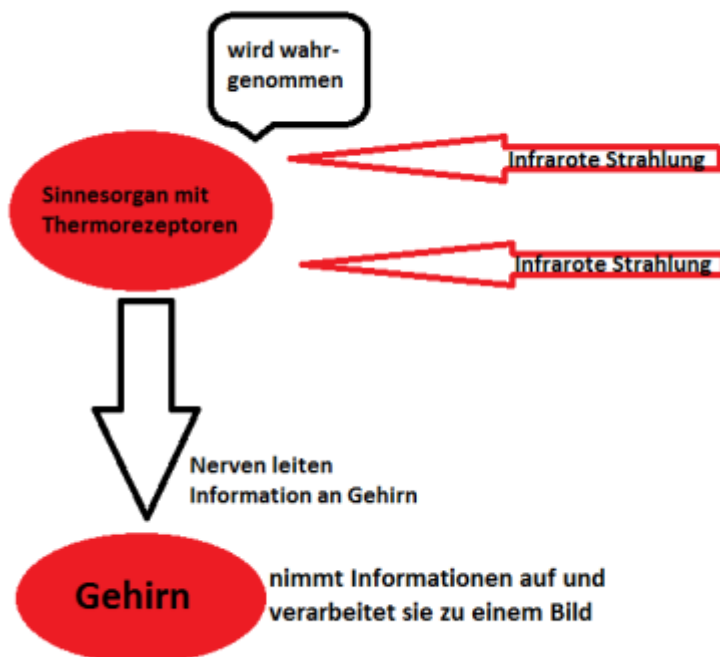 wird wahr-
genommen
Infrarote Strahlung
Sinnesorgan mit
Thermorezeptoren
Infrarote Strahlung
Nerven leiten
Information an Gehirn
Gehirn
nimmt Informationen auf und
verarbeitet sie zu einem Bild